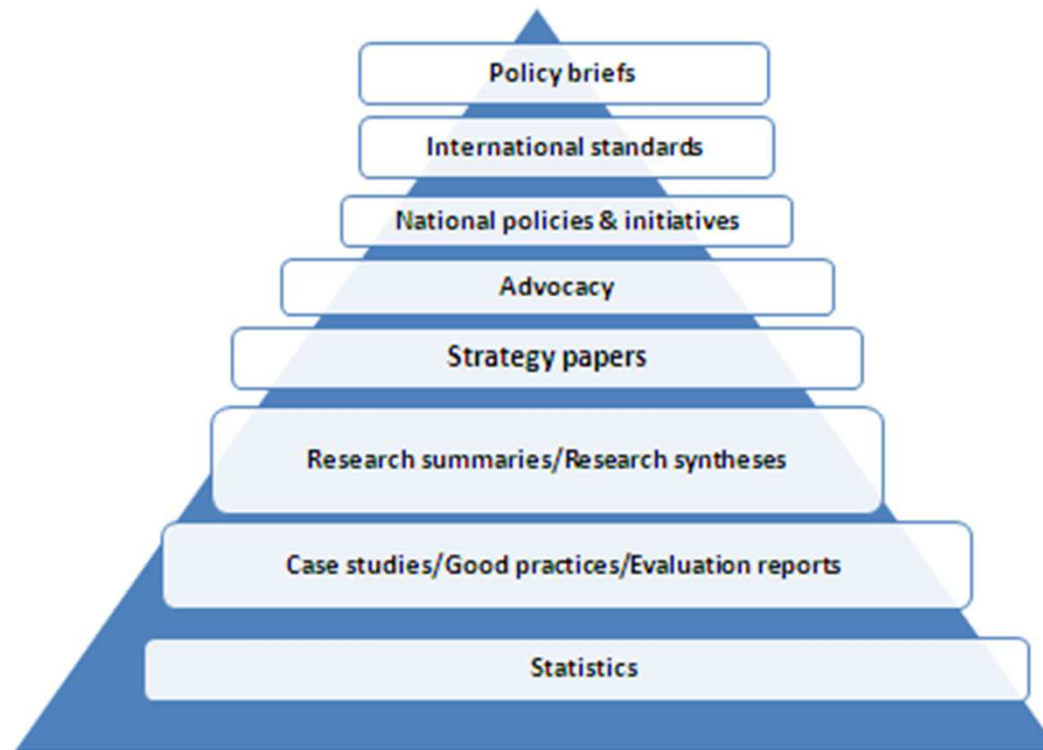 Policy briefs
International standards
National policies & initiatives
Advocacy
Strategy papers
Research summaries/Research syntheses
Case studies/Good practices/Evaluation reports
Statistics